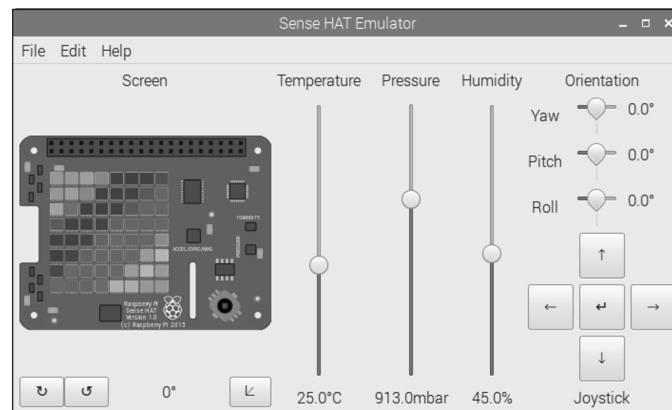 Sense HAT Emulator
File Edit Help
Screen
Temperature
Pressure
Humidity
Orientation
Yaw 0.0°
Pitch 0.0°
Roll 0.0°
HUMIDITY
PRESSURE
ACCEL/GYRO/MAG
Raspberry Pi
Sense HAT
Version 1.0
(c) Raspberry Pi 2015
↑
← ↵ →
↓
↻ ↺ 0°
25.0°C
913.0mbar
45.0%
Joystick